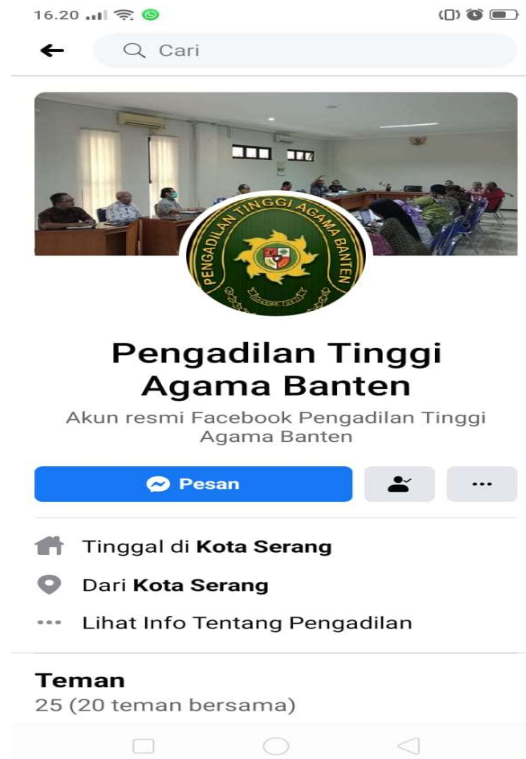 16.20
Cari
PENGADILAN TINGGI AGAMA BANTEN
Pengadilan Tinggi
Agama Banten
Akun resmi Facebook Pengadilan Tinggi
Agama Banten
Pesan
Tinggal di Kota Serang
Dari Kota Serang
Lihat Info Tentang Pengadilan
Teman
25 (20 teman bersama)